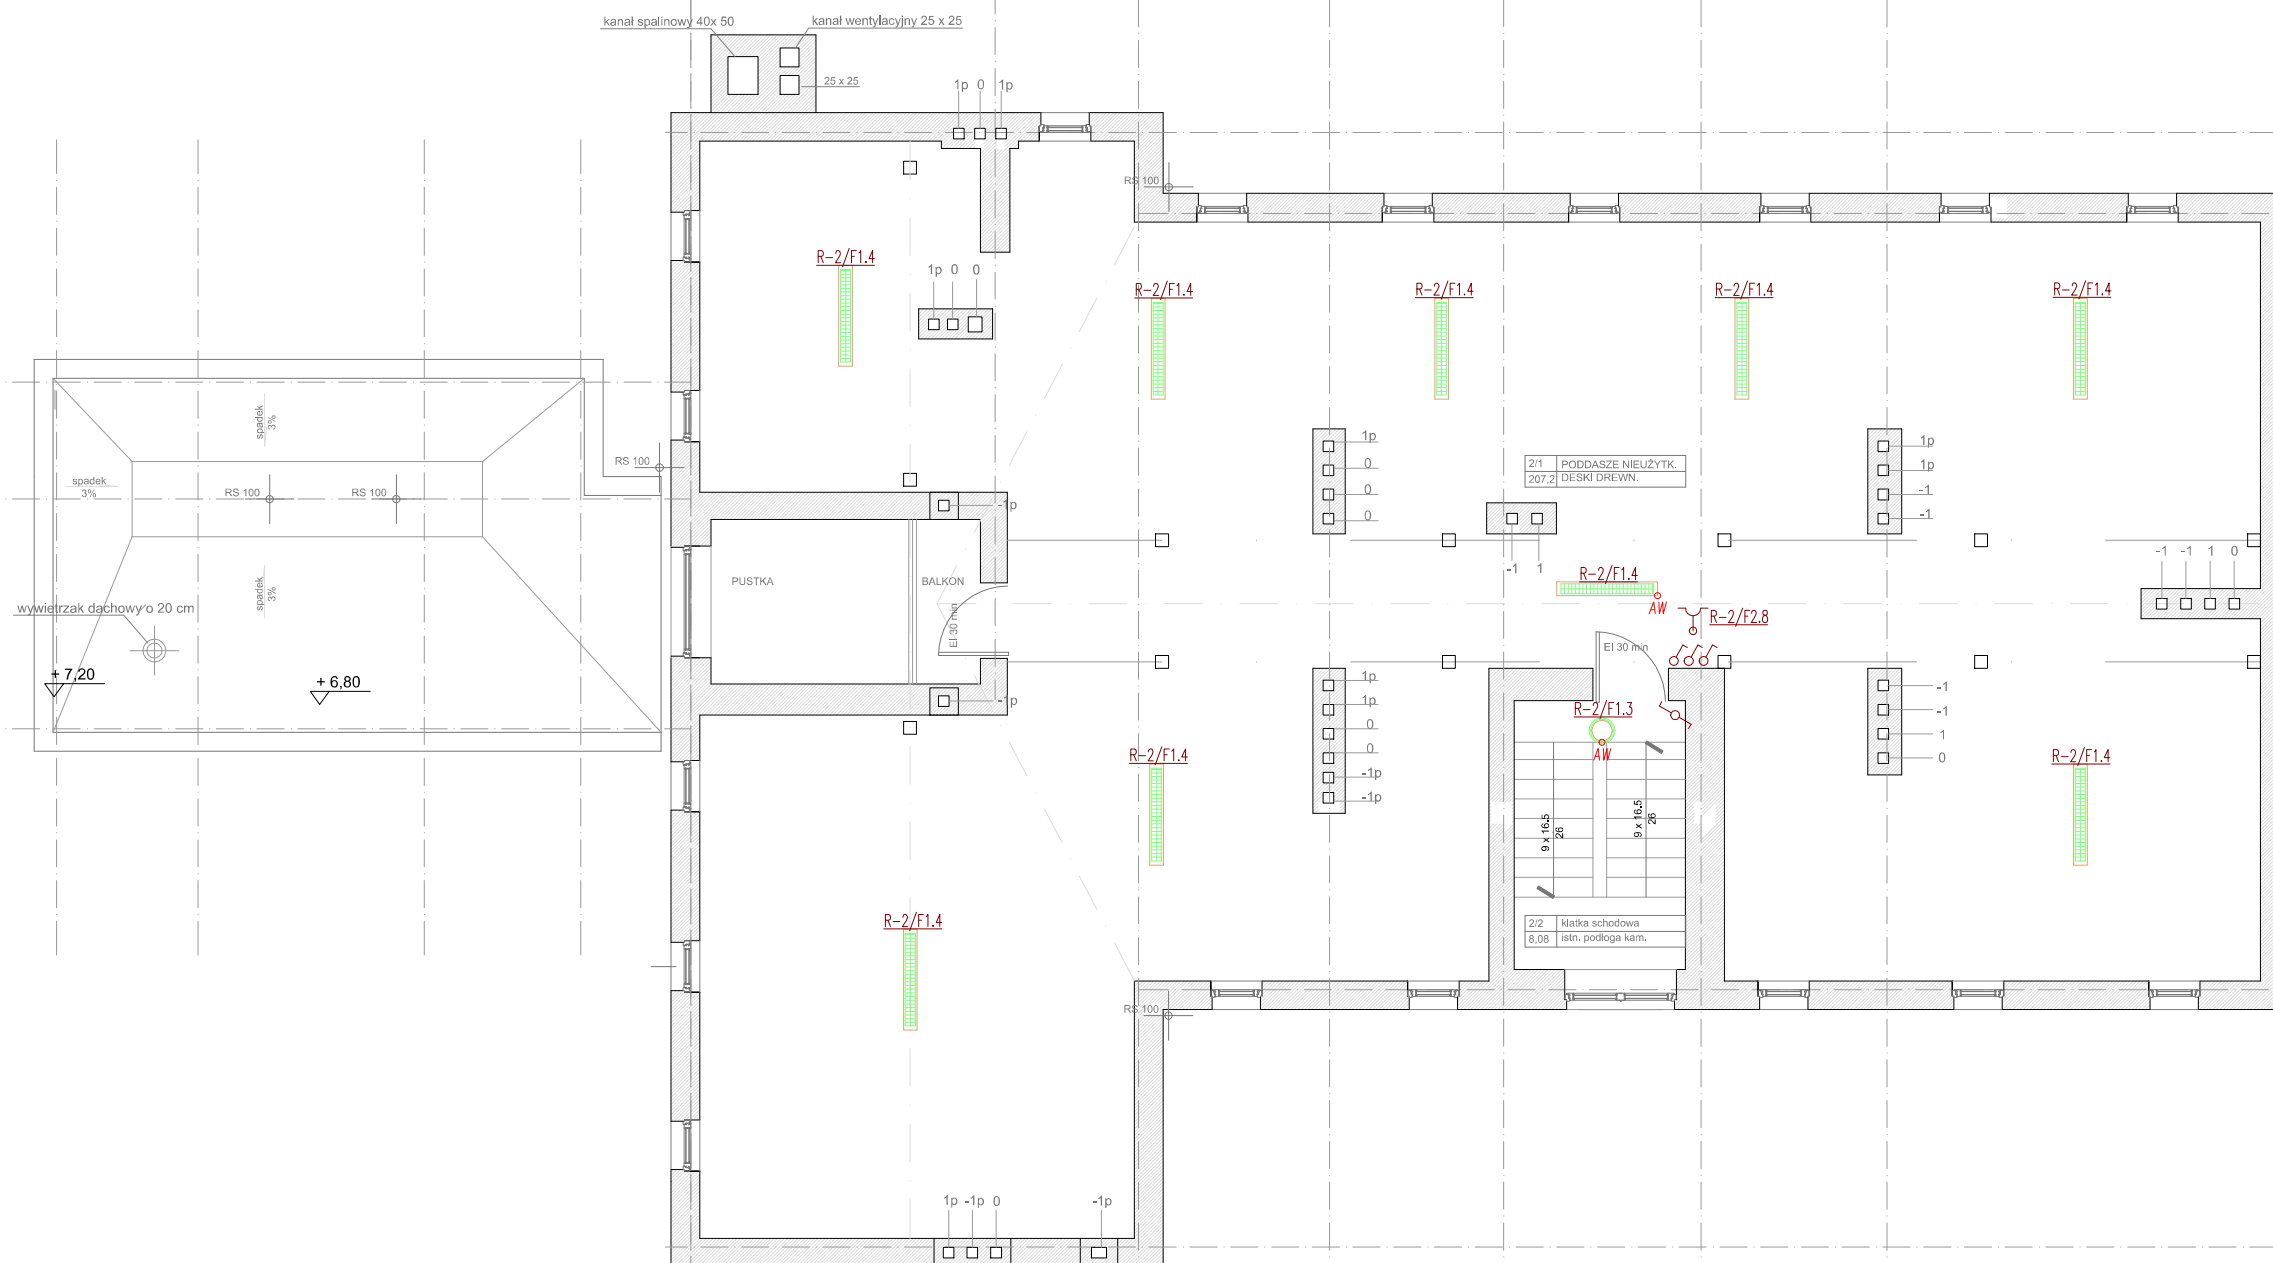 kanał spalinowy 40x 50
kanał wentylacyjny 25 x 25
25 x 25
1p 0 1p
RS 100
R-2/F1.4
1p 0 0
R-2/F1.4
R-2/F1.4
R-2/F1.4
R-2/F1.4
spadek
3%
spadek
3%
RS 100
RS 100
RS 100
1p
0
0
0
2/1 PODDASZE NIEUŻYTK.
207,2 DESKI DREWN.
1p
1p
-1
-1
-1p
-1 1
-1 -1 1 0
PUSTKA
BALKON
EI 30 min
R-2/F1.4
AW
R-2/F2.8
spadek
3%
wywietrzak dachowy o 20 cm
+ 7,20
+ 6,80
EI 30 min
-1p
1p
1p
0
0
-1p
-1p
R-2/F1.3
AW
-1
-1
1
0
R-2/F1.4
R-2/F1.4
9 x 16.5
26
9 x 16.5
26
R-2/F1.4
2/2 klatka schodowa
8,08 istn. podłoga kam.
RS 100
1p -1p 0
-1p